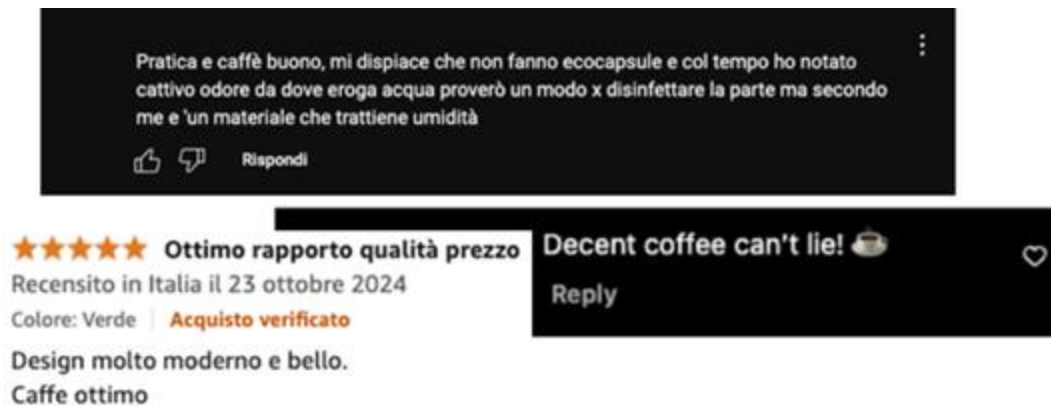 Pratica e caffè buono, mi dispiace che non fanno ecocapsule e col tempo ho notato
cattivo odore da dove eroga acqua proverò un modo x disinfettare la parte ma secondo
me e 'un materiale che trattiene umidità
Rispondi
Ottimo rapporto qualità prezzo
Recensito in Italia il 23 ottobre 2024
Colore: Verde | Acquisto verificato
Design molto moderno e bello.
Caffe ottimo
Decent coffee can't lie! ☕
Reply